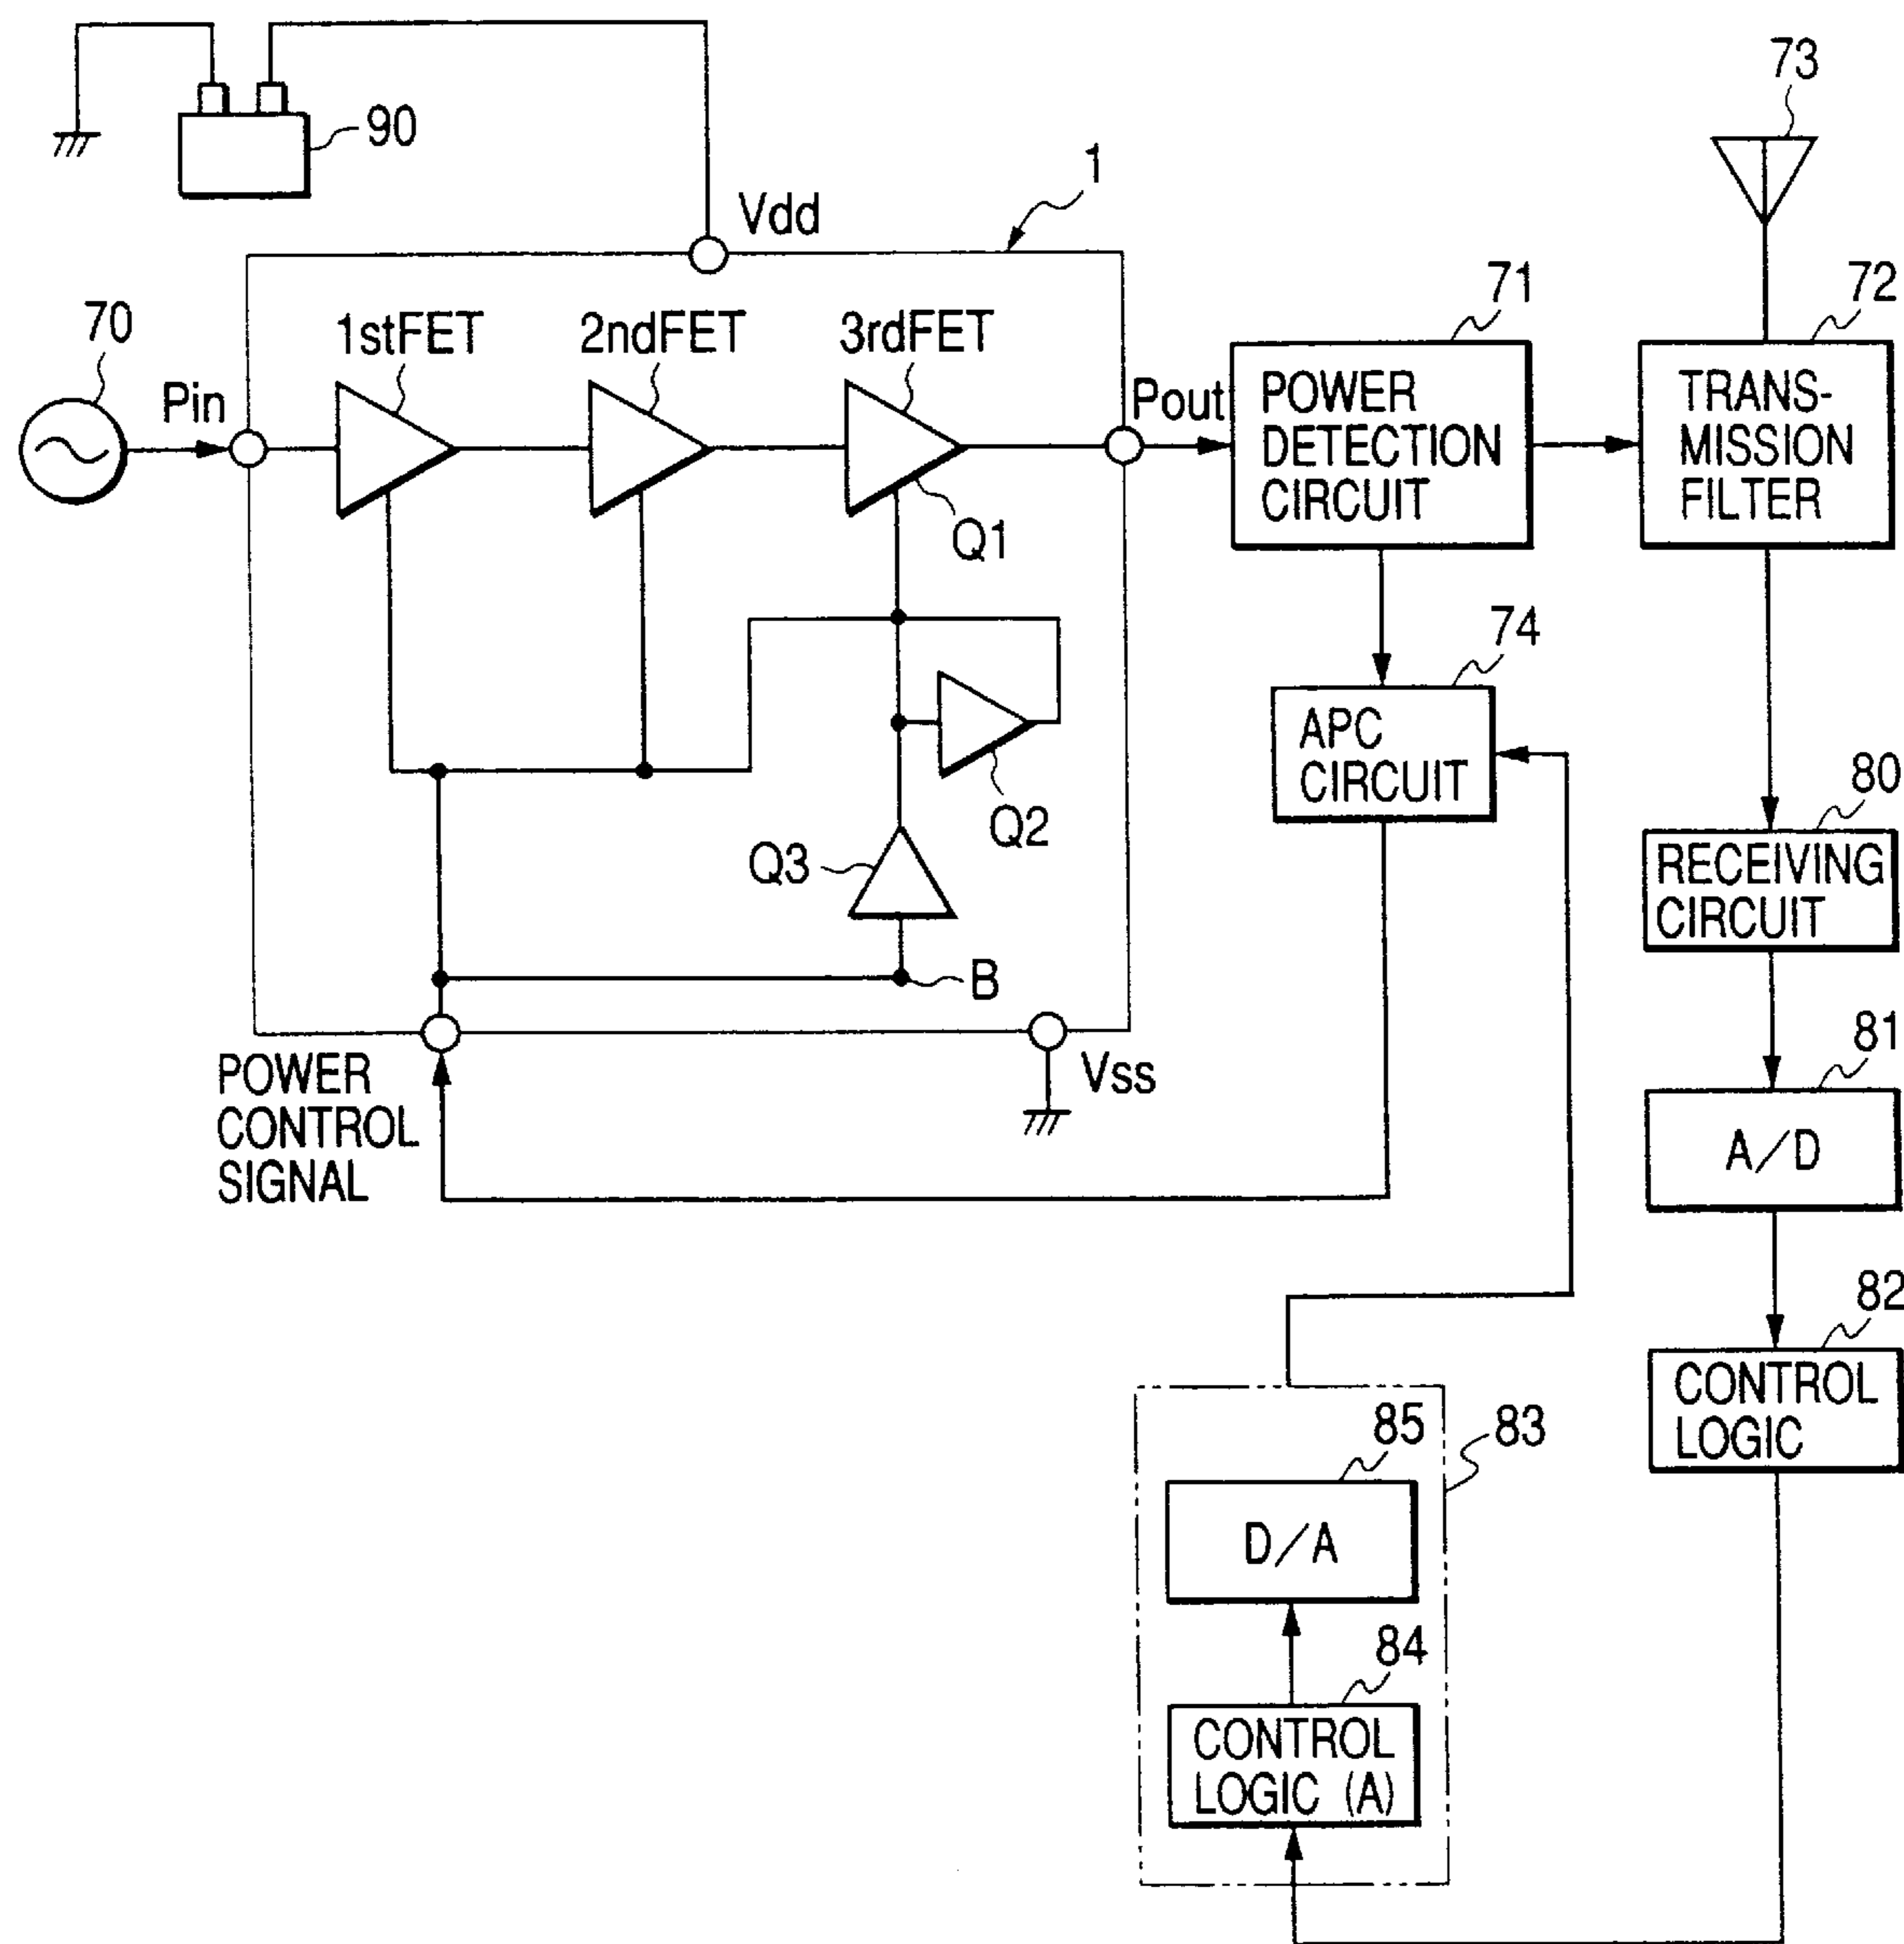 73
90
1
Vdd
71
72
70
1stFET
2ndFET
3rdFET
Pin
Pout
POWER
DETECTION
CIRCUIT
TRANS-
MISSION
FILTER
Q1
74
APC
CIRCUIT
80
Q2
Q3
RECEIVING
CIRCUIT
B
81
POWER
CONTROL
SIGNAL
Vss
A/D
82
CONTROL
LOGIC
85
83
D/A
84
CONTROL
LOGIC (A)